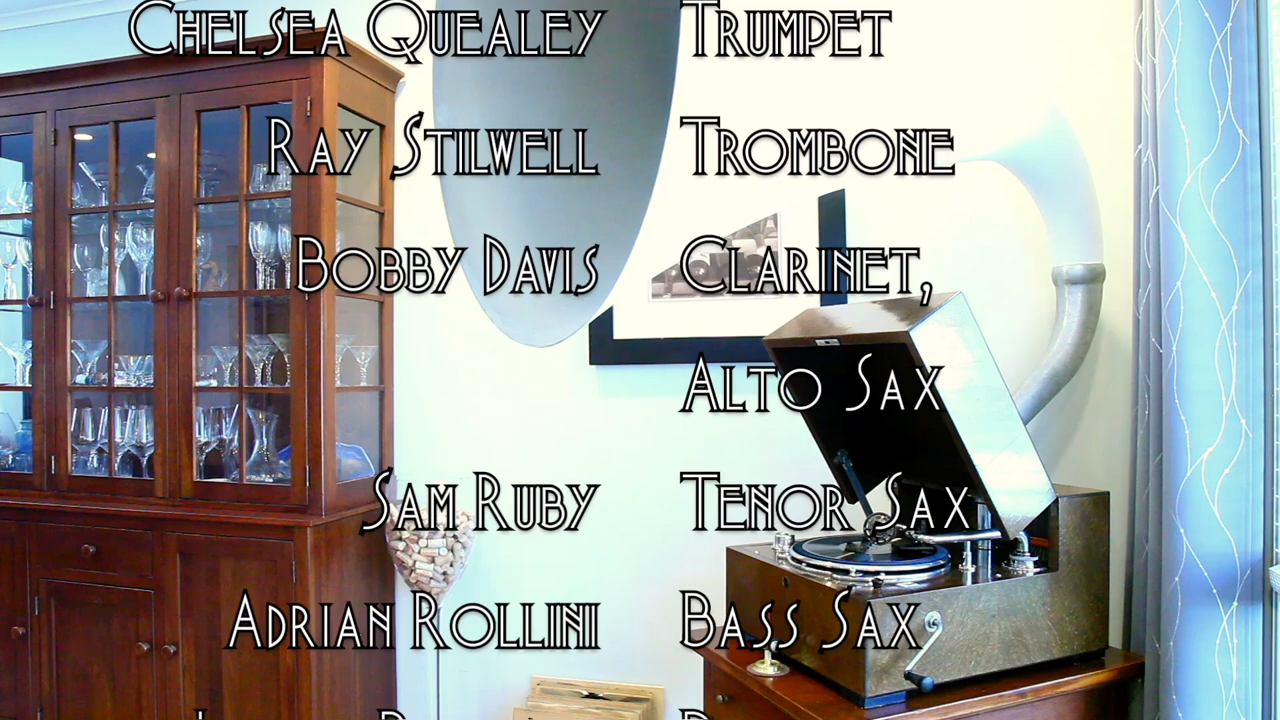 Chelsea Quealey Trumpet
Ray Stilwell Trombone
Bobby Davis Clarinet,
Alto Sax
Sam Ruby Tenor Sax
Adrian Rollini Bass Sax